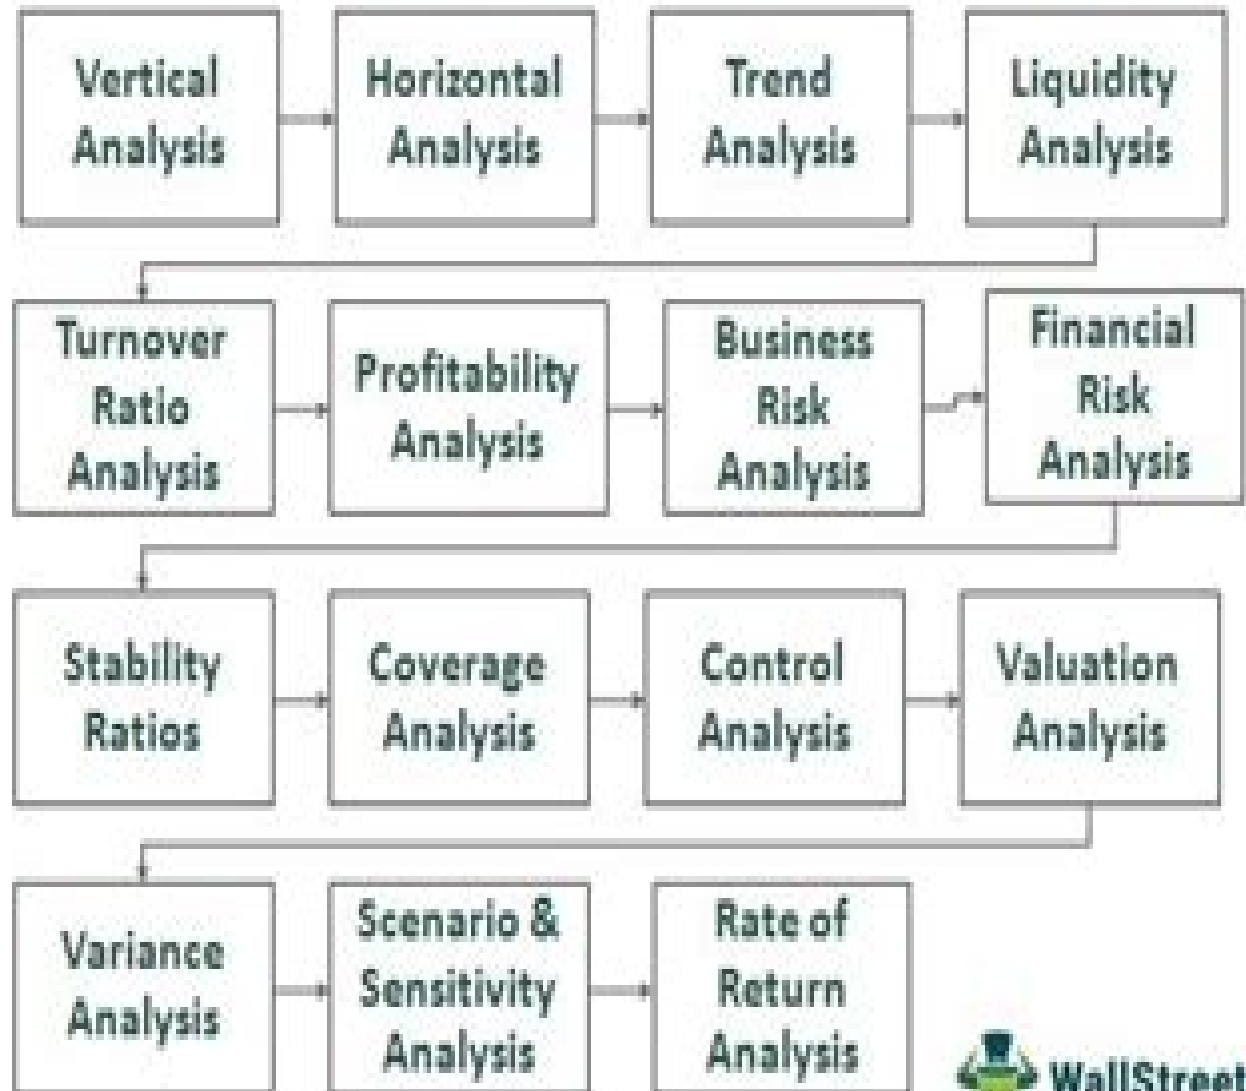 Vertical
Analysis
Horizontal
Analysis
Trend
Analysis
Liquidity
Analysis
Turnover
Ratio
Analysis
Profitability
Analysis
Business
Risk
Analysis
Financial
Risk
Analysis
Stability
Ratios
Coverage
Analysis
Control
Analysis
Valuation
Analysis
Variance
Analysis
Scenario &
Sensitivity
Analysis
Rate of
Return
Analysis
WallStreet